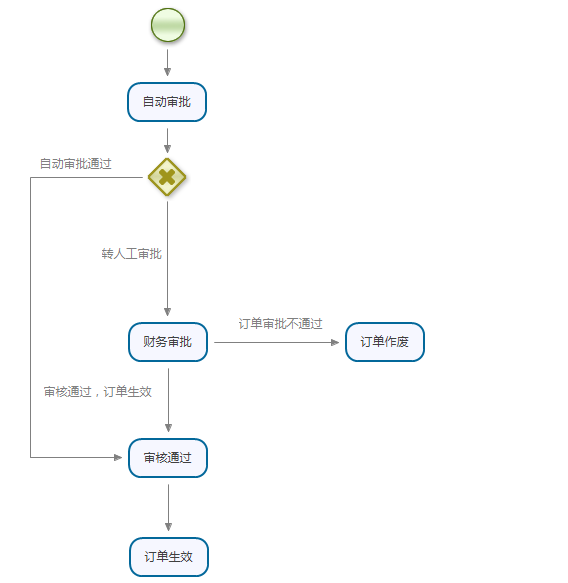 自动审批
自动审批通过
转人工审批
订单审批不通过
财务审批
订单作废
审核通过，订单生效
审核通过
订单生效